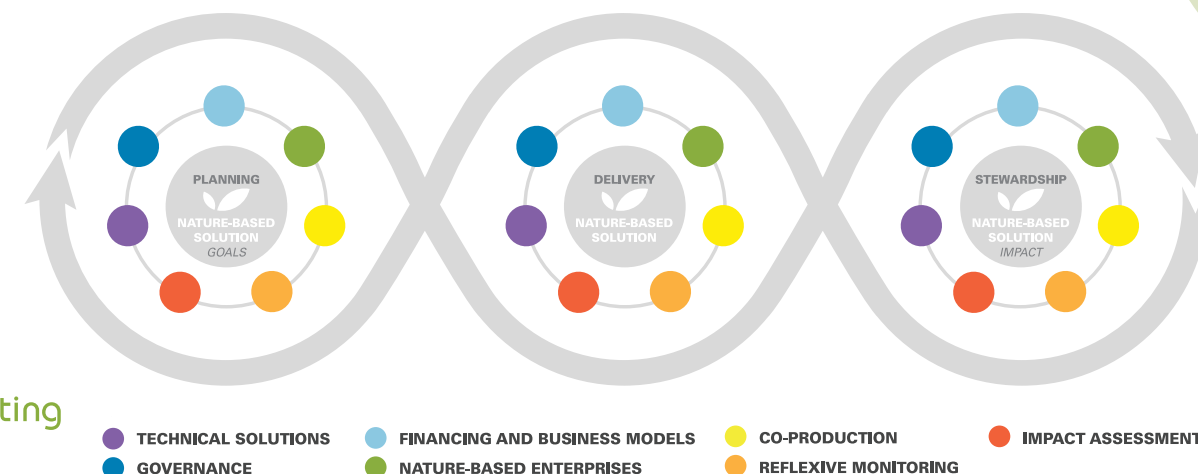 PLANNING
NATURE-BASED
SOLUTION
GOALS
DELIVERY
NATURE-BASED
SOLUTION
STEWARDSHIP
NATURE-BASED
SOLUTION
IMPACT
ting
TECHNICAL SOLUTIONS
FINANCING AND BUSINESS MODELS
CO-PRODUCTION
IMPACT ASSESSMENT
GOVERNANCE
NATURE-BASED ENTERPRISES
REFLEXIVE MONITORING